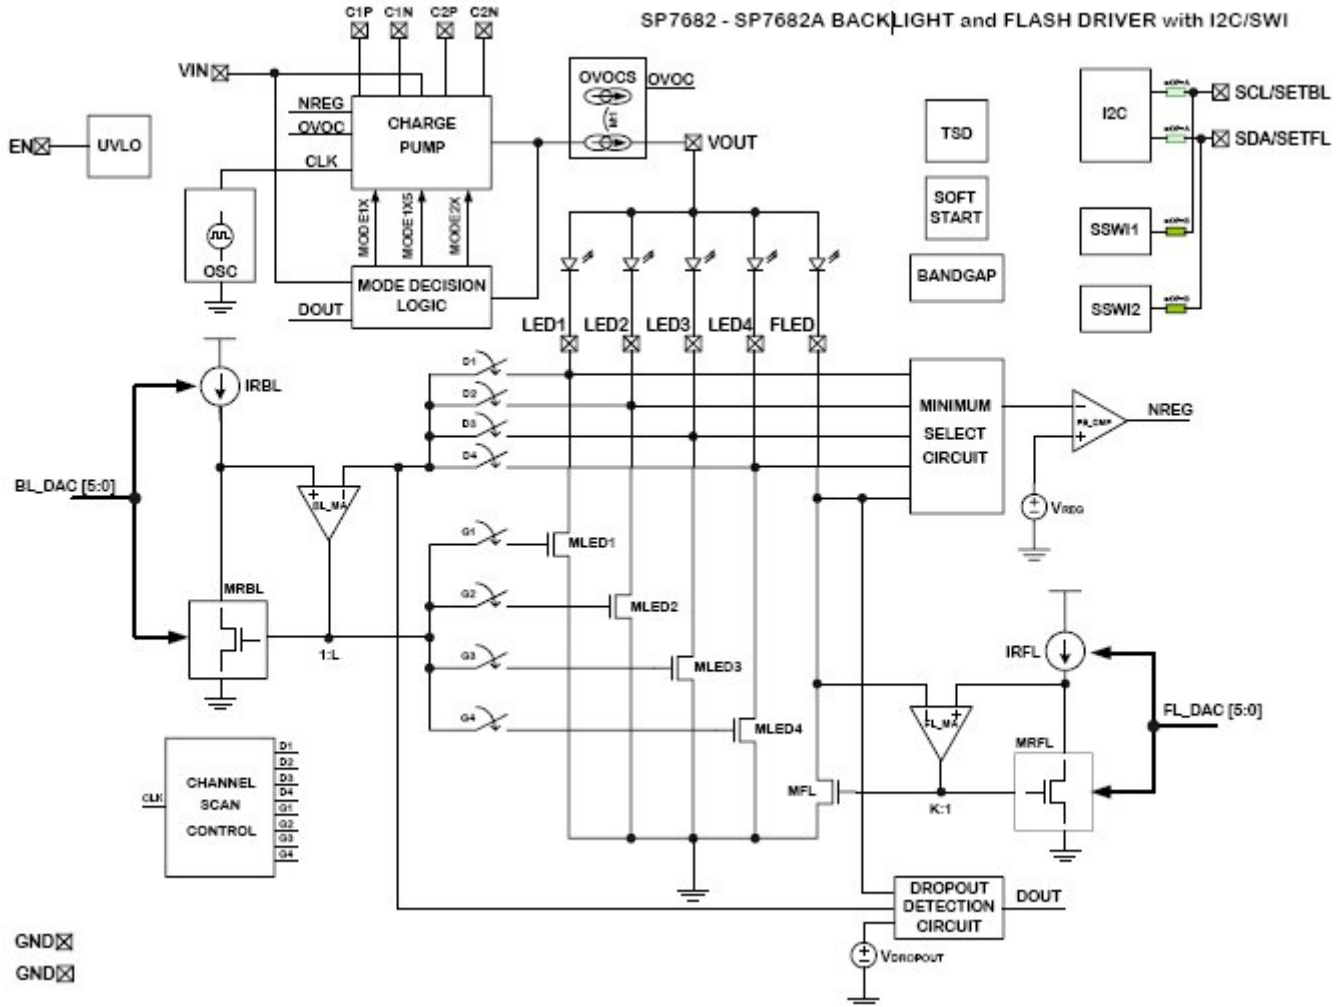 SP7682 - SP7682A BACKLIGHT and FLASH DRIVER with I2C/SWI
C1P C1N C2P C2N
VIN
NREG
OVOC
CLK
CHARGE
PUMP
OVOCS
OVOC
M1
VOUT
EN
UVLO
OSC
MODE1X
MODE1X5
MODE2X
MODE DECISION
LOGIC
DOUT
TSD
SOFT
START
BANDGAP
I2C
SCL/SETBL
SDA/SETFL
SSWI1
SSWI2
LED1 LED2 LED3 LED4 FLED
IRBL
BL_DAC [5:0]
BL_MA
MRBL
1:L
D1
D2
D3
D4
G1
G2
G3
G4
MLED1
MLED2
MLED3
MLED4
MINIMUM
SELECT
CIRCUIT
NREG
VREG
IRFL
FL_DAC [5:0]
FL_MA
MRFL
MFL
K:1
CLK
CHANNEL
SCAN
CONTROL
D1
D2
D3
D4
G1
G2
G3
G4
DROPOUT
DETECTION
CIRCUIT
DOUT
VDROPOUT
GND
GND